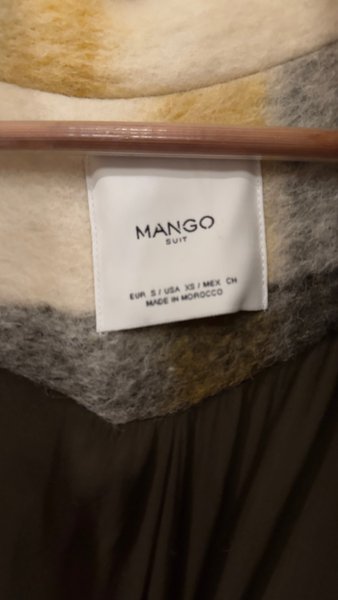 MANGO
SUIT
EUR S / USA XS / MEX CH
MADE IN MOROCCO